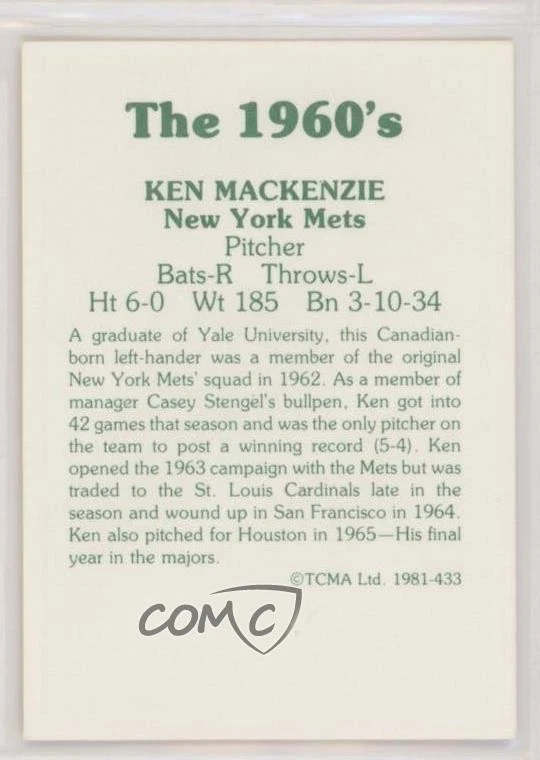 The 1960's
KEN MACKENZIE
New York Mets
Pitcher
Bats-R Throws-L
Ht 6-0 Wt 185 Bn 3-10-34
A graduate of Yale University, this Canadian-
born left-hander was a member of the original
New York Mets' squad in 1962. As a member of
manager Casey Stengel's bullpen, Ken got into
42 games that season and was the only pitcher on
the team to post a winning record (5-4). Ken
opened the 1963 campaign with the Mets but was
traded to the St. Louis Cardinals late in the
season and wound up in San Francisco in 1964.
Ken also pitched for Houston in 1965—His final
year in the majors.
©TCMA Ltd. 1981-433
COMC